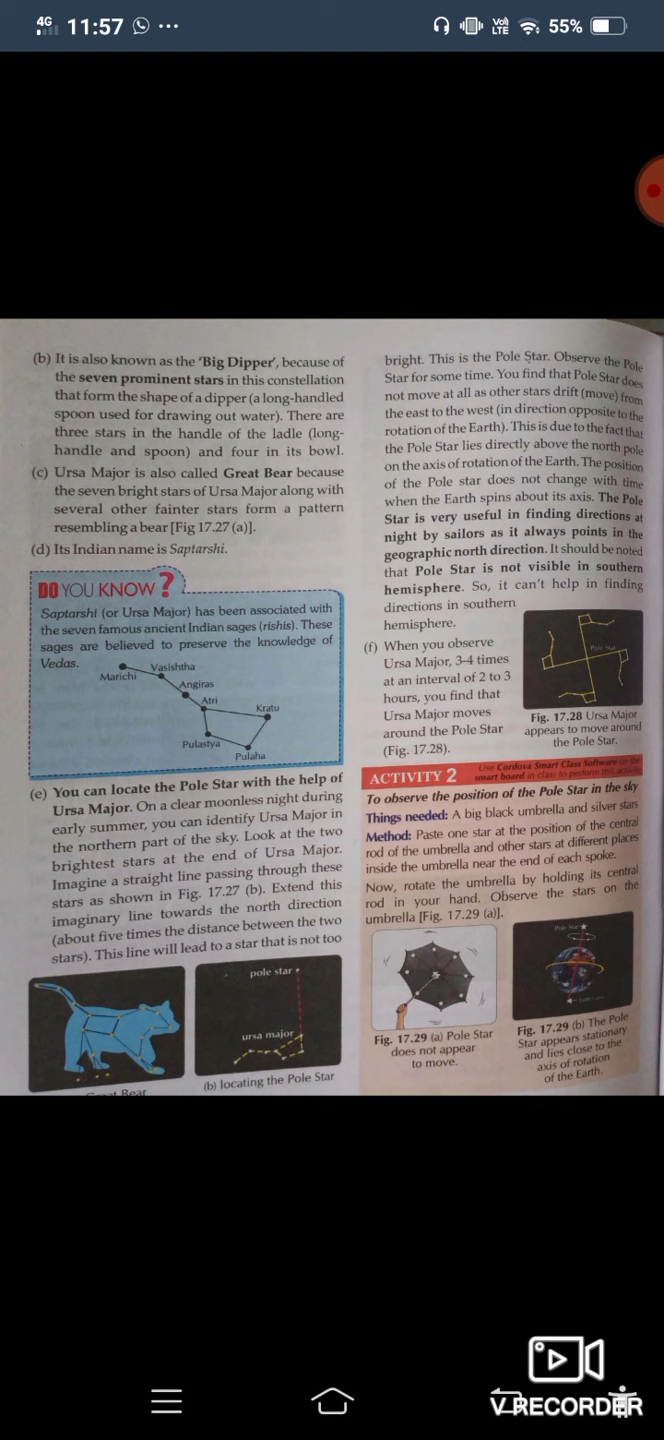 4G 11:57 ...
Vo) LTE 55%
(b) It is also known as the 'Big Dipper', because of
the seven prominent stars in this constellation
that form the shape of a dipper (a long-handled
spoon used for drawing out water). There are
three stars in the handle of the ladle (long-
handle and spoon) and four in its bowl.
(c) Ursa Major is also called Great Bear because
the seven bright stars of Ursa Major along with
several other fainter stars form a pattern
resembling a bear [Fig 17.27 (a)].
(d) Its Indian name is Saptarshi.
DO YOU KNOW?
Saptarshi (or Ursa Major) has been associated with
the seven famous ancient Indian sages (rishis). These
sages are believed to preserve the knowledge of
Vedas.
Marichi
Vasishtha
Angiras
Atri
Kratu
Pulastya
Pulaha
(e) You can locate the Pole Star with the help of
Ursa Major. On a clear moonless night during
early summer, you can identify Ursa Major in
the northern part of the sky. Look at the two
brightest stars at the end of Ursa Major.
Imagine a straight line passing through these
stars as shown in Fig. 17.27 (b). Extend this
imaginary line towards the north direction
(about five times the distance between the two
stars). This line will lead to a star that is not too
pole star
ursa major
Bear
(b) locating the Pole Star
bright. This is the Pole Star. Observe the Pole
Star for some time. You find that Pole Star does
not move at all as other stars drift (move) from
the east to the west (in direction opposite to the
rotation of the Earth). This is due to the fact that
the Pole Star lies directly above the north pole
on the axis of rotation of the Earth. The position
of the Pole star does not change with time
when the Earth spins about its axis. The Pole
Star is very useful in finding directions at
night by sailors as it always points in the
geographic north direction. It should be noted
that Pole Star is not visible in southern
hemisphere. So, it can't help in finding
directions in southern
hemisphere.
(f) When you observe
Ursa Major, 3-4 times
at an interval of 2 to 3
hours, you find that
Ursa Major moves
around the Pole Star
(Fig. 17.28).
Pole Star
Fig. 17.28 Ursa Major
appears to move around
the Pole Star.
ACTIVITY 2
Use Cordova Smart Class Software on the
smart board in class to perform this activity
To observe the position of the Pole Star in the sky
Things needed: A big black umbrella and silver stars
Method: Paste one star at the position of the central
rod of the umbrella and other stars at different places
inside the umbrella near the end of each spoke.
Now, rotate the umbrella by holding its central
rod in your hand. Observe the stars on the
umbrella [Fig. 17.29 (a)].
Pole Star
Fig. 17.29 (a) Pole Star
does not appear
to move.
Fig. 17.29 (b) The Pole
Star appears stationary
and lies close to the
axis of rotation
of the Earth.
V RECORDER